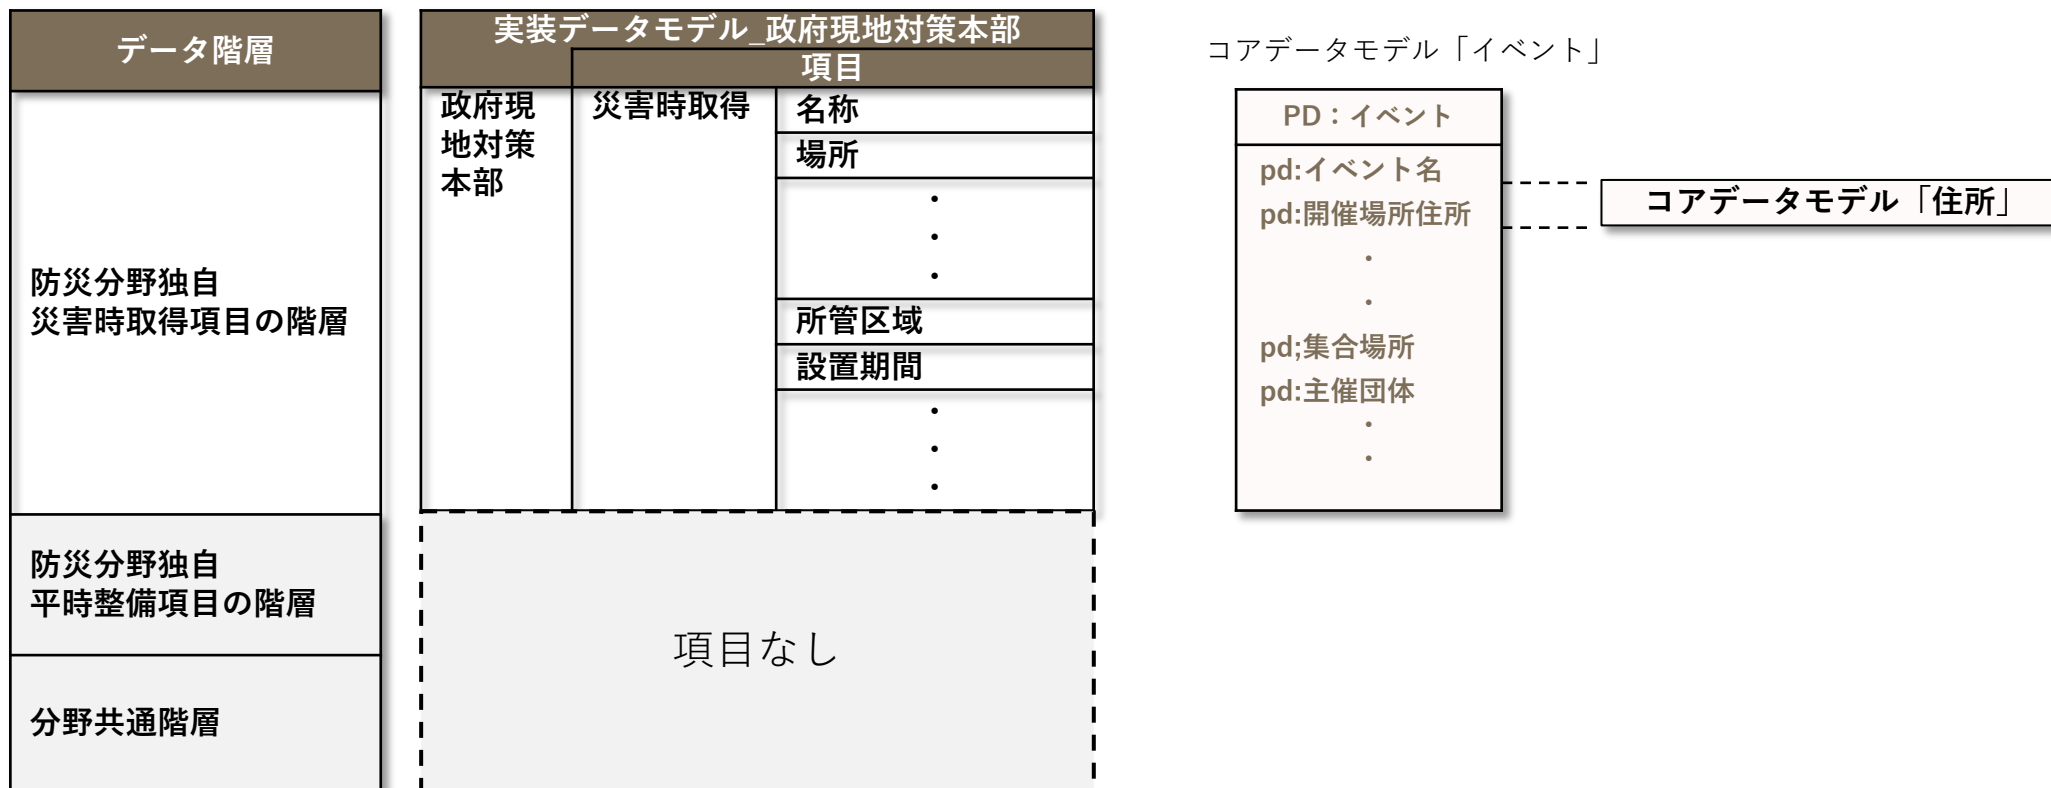 データ階層
防災分野独自
災害時取得項目の階層
防災分野独自
平時整備項目の階層
分野共通階層
実装データモデル_政府現地対策本部
項目
政府現
地対策
本部
災害時取得
名称
場所
・
・
・
所管区域
設置期間
・
・
・
項目なし
コアデータモデル「イベント」
PD：イベント
pd:イベント名
pd:開催場所住所
・
・
pd;集合場所
pd:主催団体
・
・
コアデータモデル「住所」